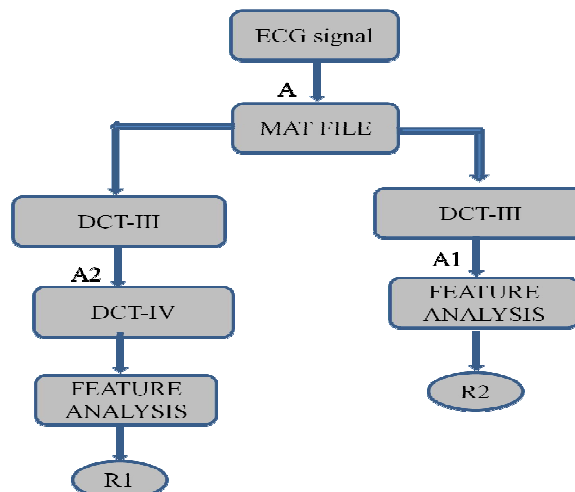 ECG signal
A
MAT FILE
DCT-III
A2
DCT-IV
FEATURE
ANALYSIS
R1
DCT-III
A1
FEATURE
ANALYSIS
R2